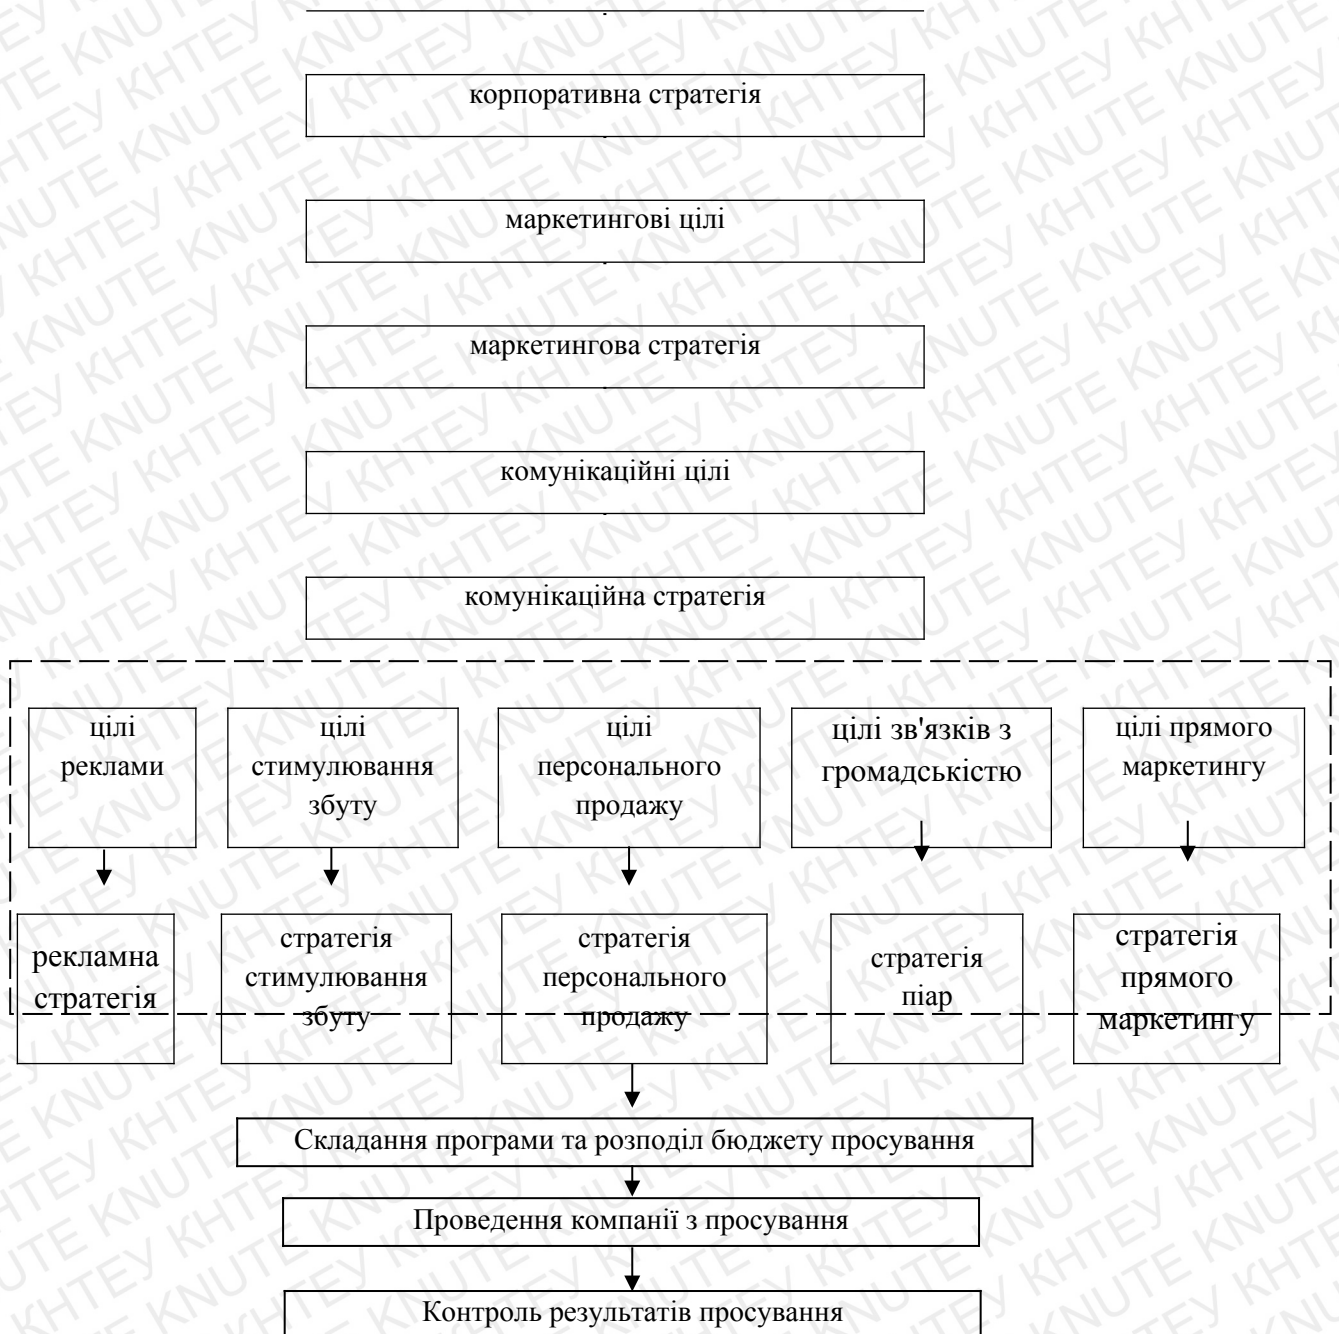 корпоративна стратегія
маркетингові цілі
маркетингова стратегія
комунікаційні цілі
комунікаційна стратегія
цілі
реклами
цілі
стимулювання
збуту
цілі
персонального
продажу
цілі зв'язків з
громадськістю
цілі прямого
маркетингу
рекламна
стратегія
стратегія
стимулювання
збуту
стратегія
персонального
продажу
стратегія
піар
стратегія
прямого
маркетингу
Складання програми та розподіл бюджету просування
Проведення компанії з просування
Контроль результатів просування